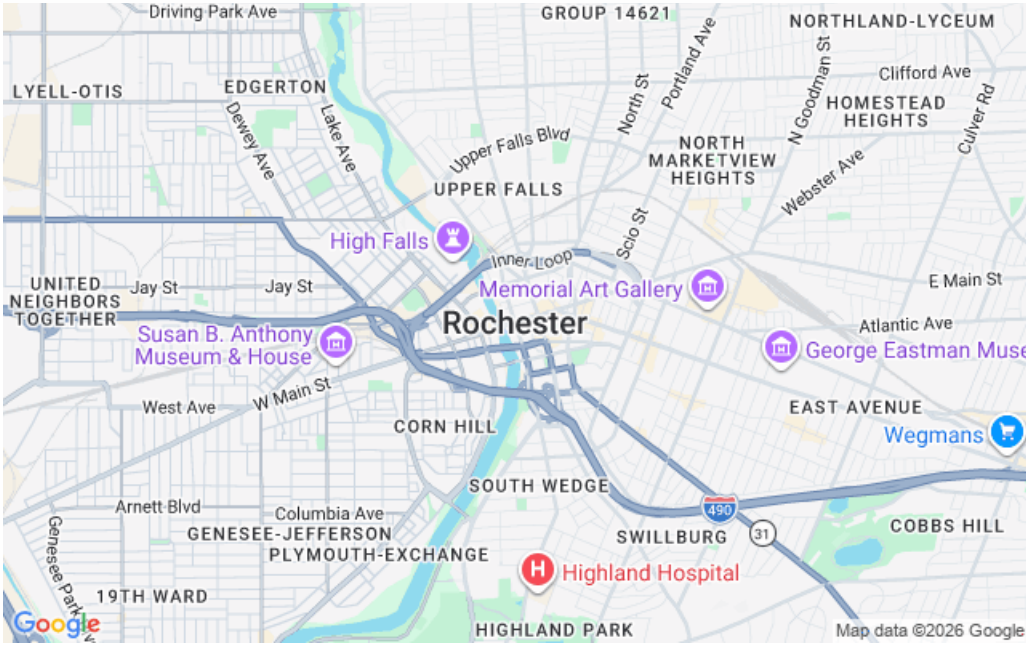 Driving Park Ave
GROUP 14621
NORTHLAND-LYCEUM
Portland Ave
N Goodman St
Clifford Ave
LYELL-OTIS
EDGERTON
North St
Culver Rd
HOMESTEAD
HEIGHTS
Dewey Ave
Lake Ave
Upper Falls Blvd
NORTH
MARKETVIEW
HEIGHTS
Webster Ave
UPPER FALLS
Scio St
High Falls
Inner Loop
E Main St
UNITED
NEIGHBORS
TOGETHER
Jay St
Jay St
Memorial Art Gallery
Rochester
Atlantic Ave
Susan B. Anthony
Museum & House
George Eastman Muse
W Main St
West Ave
EAST AVENUE
CORN HILL
Wegmans
SOUTH WEDGE
Arnett Blvd
Columbia Ave
490
31
GENESEE-JEFFERSON
SWILLBURG
COBBS HILL
PLYMOUTH-EXCHANGE
Genesee Park
H
Highland Hospital
19TH WARD
Google
HIGHLAND PARK
Map data ©2026 Google